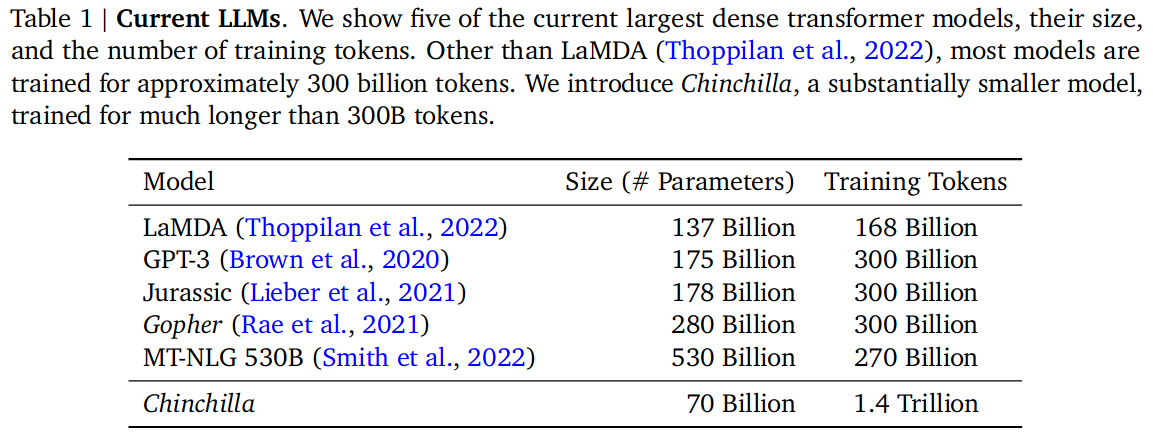 Table 1 | Current LLMs. We show five of the current largest dense transformer models, their size,
and the number of training tokens. Other than LaMDA (Thoppilan et al., 2022), most models are
trained for approximately 300 billion tokens. We introduce Chinchilla, a substantially smaller model,
trained for much longer than 300B tokens.
Model Size (# Parameters) Training Tokens
LaMDA (Thoppilan et al., 2022) 137 Billion 168 Billion
GPT-3 (Brown et al., 2020) 175 Billion 300 Billion
Jurassic (Lieber et al., 2021) 178 Billion 300 Billion
Gopher (Rae et al., 2021) 280 Billion 300 Billion
MT-NLG 530B (Smith et al., 2022) 530 Billion 270 Billion
Chinchilla 70 Billion 1.4 Trillion